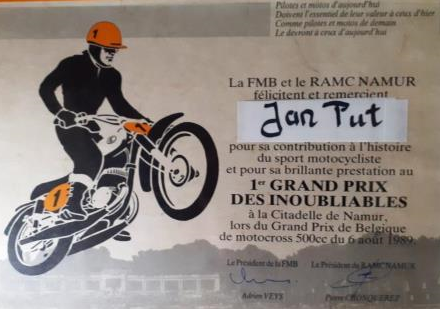 Pilotes et motos d'aujourd'hui
Doivent l'essentiel de leur valeur à ceux d'hier
Comme pilotes et motos de demain
Le devront à ceux d'aujourd'hui
La FMB et le RAMC NAMUR
félicitent et remercient
Jan Put
pour sa contribution à l'histoire
du sport motocycliste
et pour sa brillante prestation au
1er GRAND PRIX
DES INOUBLIABLES
à la Citadelle de Namur,
lors du Grand Prix de Belgique
de motocross 500cc du 6 août 1989.
Le Président de la FMB Le Président du RAMC NAMUR
Adrien VEYS Pierre CROSQUEREZ
1
1